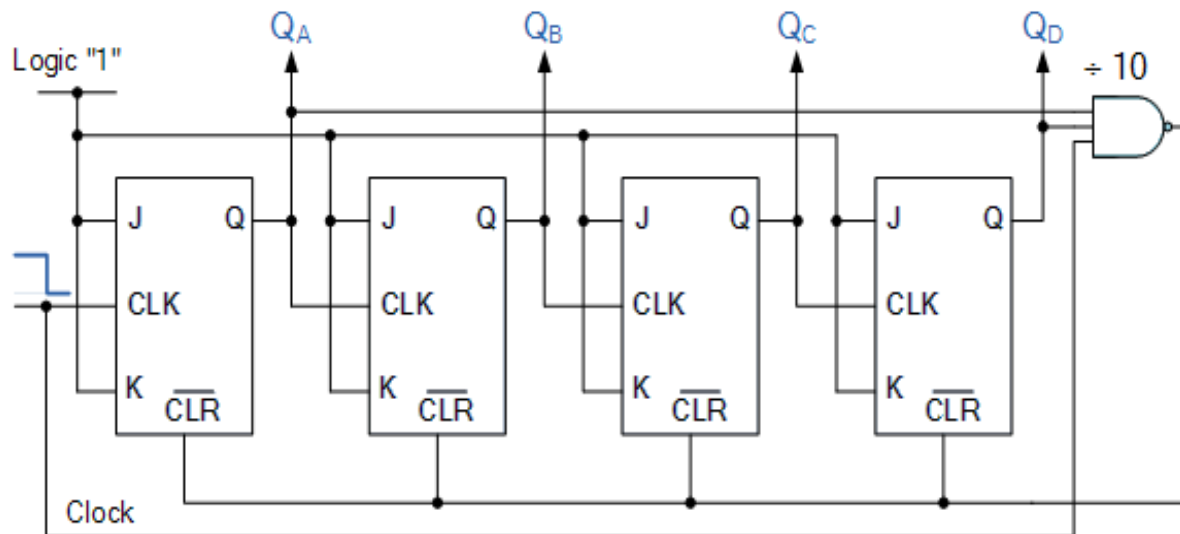 Q_A Q_B Q_C Q_D
Logic "1"
÷ 10
J Q J Q J Q J Q
CLK CLK CLK CLK
K K K K
CLR CLR CLR CLR
Clock